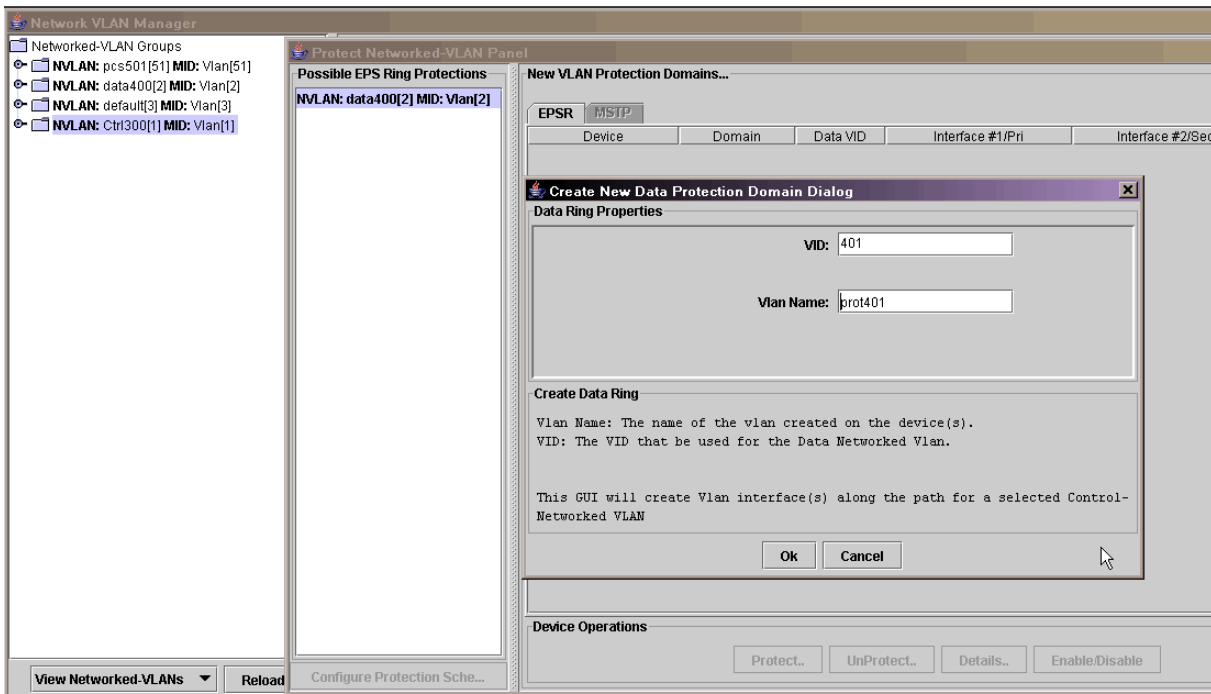 Network VLAN Manager
Networked-VLAN Groups
NVLAN: pcs501[51] MID: Vlan[51]
NVLAN: data400[2] MID: Vlan[2]
NVLAN: default[3] MID: Vlan[3]
NVLAN: Ctrl300[1] MID: Vlan[1]
View Networked-VLANs
Reload
Protect Networked-VLAN Panel
Possible EPS Ring Protections
NVLAN: data400[2] MID: Vlan[2]
Configure Protection Sche...
New VLAN Protection Domains...
EPSR MSTP
Device Domain Data VID Interface #1/Pri Interface #2/Sec
Create New Data Protection Domain Dialog
Data Ring Properties
VID: 401
Vlan Name: prot401
Create Data Ring
Vlan Name: The name of the vlan created on the device(s).
VID: The VID that be used for the Data Networked Vlan.
This GUI will create Vlan interface(s) along the path for a selected Control-
Networked VLAN
Ok Cancel
Device Operations
Protect.. UnProtect.. Details.. Enable/Disable